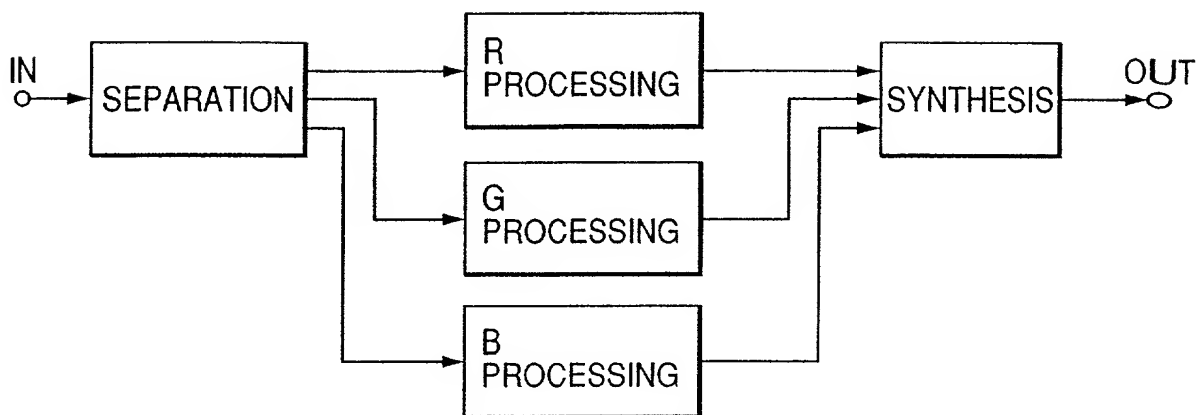 IN
SEPARATION
R
PROCESSING
G
PROCESSING
B
PROCESSING
SYNTHESIS
OUT